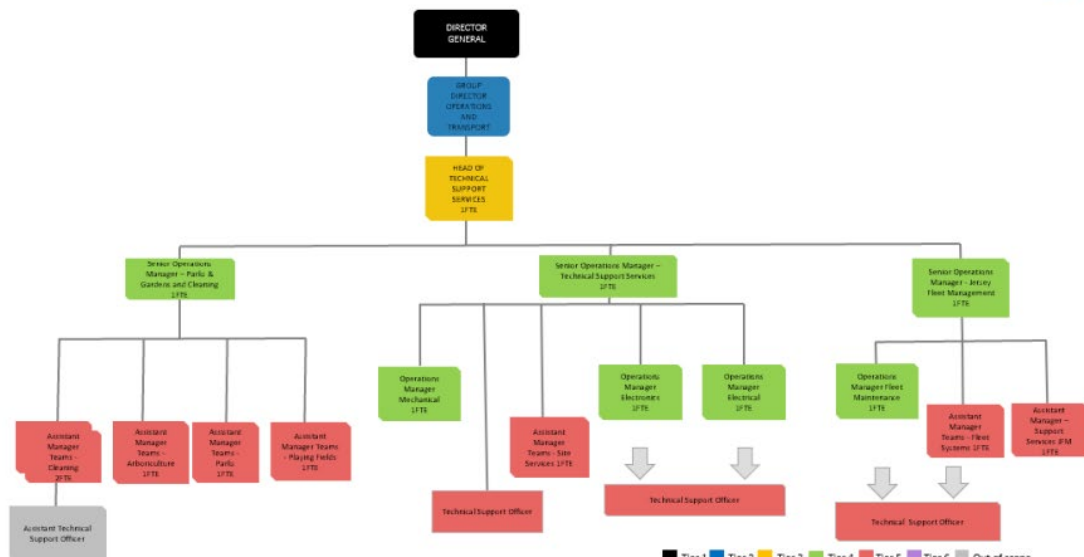 DIRECTOR
GENERAL
GROUP
DIRECTOR
OPERATIONS
AND
TRANSPORT
HEAD OF
TECHNICAL
SUPPORT
SERVICES
1FTE
Senior Operations
Manager – Parks &
Gardens and Cleaning
1FTE
Senior Operations Manager –
Technical Support Services
1FTE
Senior Operations
Manager - Jersey
Fleet Management
1FTE
Operations
Manager
Mechanical
1FTE
Operations
Manager
Electronics
1FTE
Operations
Manager
Electrical
1FTE
Operations
Manager Fleet
Maintenance
1FTE
Assistant
Manager
Teams -
Cleaning
2FTE
Assistant
Manager
Teams -
Arboriculture
1FTE
Assistant
Manager
Teams -
Parks
1FTE
Assistant
Manager Teams
- Playing Fields
1FTE
Assistant
Manager
Teams - Site
Services 1FTE
Assistant
Manager
Teams - Fleet
Systems 1FTE
Assistant
Manager –
Support
Services JFM
1FTE
Technical Support Officer
Technical Support Officer
Technical Support Officer
Assistant Technical
Support Officer
Tier 1 Tier 2 Tier 3 Tier 4 Tier 5 Tier 6 Out of scope